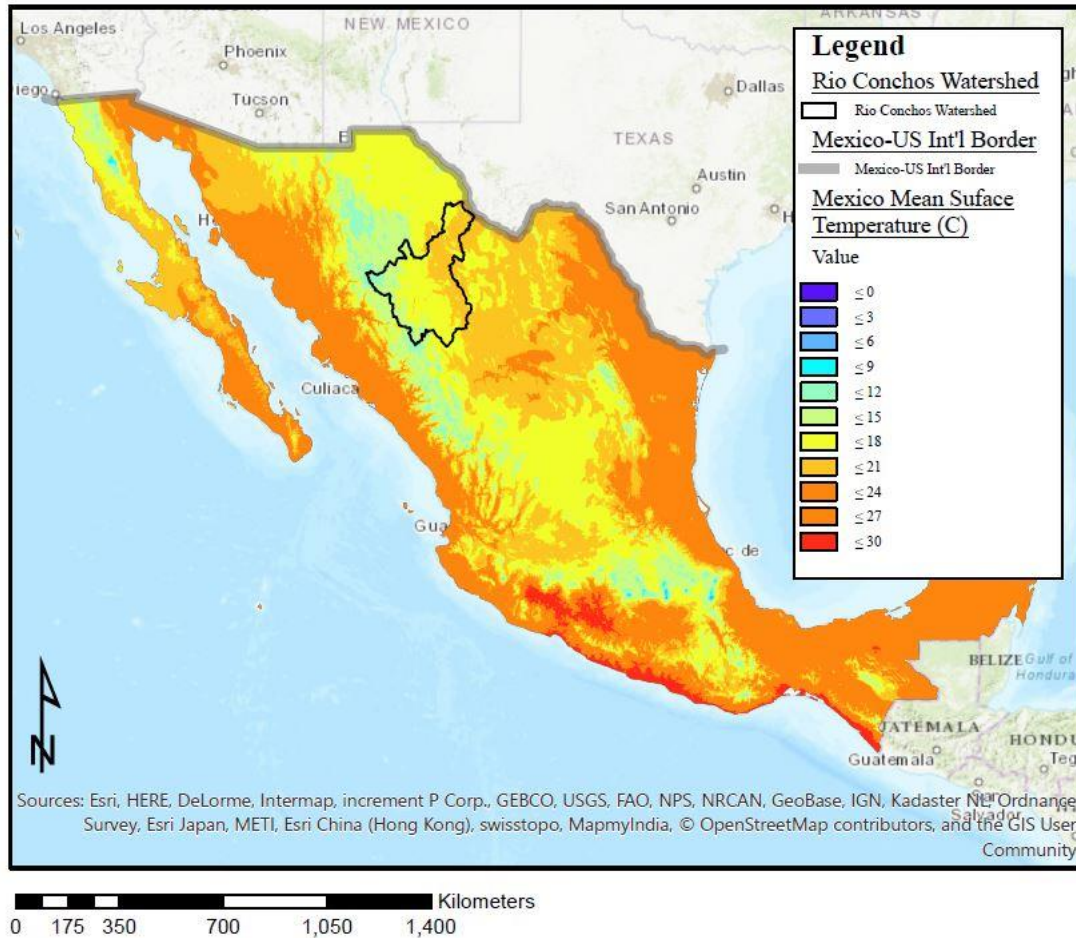 Los Angeles
NEW MEXICO
ARKANSAS
Phoenix
iego
Tucson
Dallas
E
TEXAS
Austin
San Antonio
H
H
Culiaca
Gua
c de
BELIZE
Gulf of
Hondura
JATEMALA
Guatemala
HONDU
Teg
San
Salvador
Legend
Rio Conchos Watershed
Rio Conchos Watershed
Mexico-US Int'l Border
Mexico-US Int'l Border
Mexico Mean Suface
Temperature (C)
Value
≤ 0
≤ 3
≤ 6
≤ 9
≤ 12
≤ 15
≤ 18
≤ 21
≤ 24
≤ 27
≤ 30
N
Sources: Esri, HERE, DeLorme, Intermap, increment P Corp., GEBCO, USGS, FAO, NPS, NRCAN, GeoBase, IGN, Kadaster NL, Ordnance
Survey, Esri Japan, METI, Esri China (Hong Kong), swisstopo, MapmyIndia, © OpenStreetMap contributors, and the GIS User
Community
Kilometers
0 175 350 700 1,050 1,400